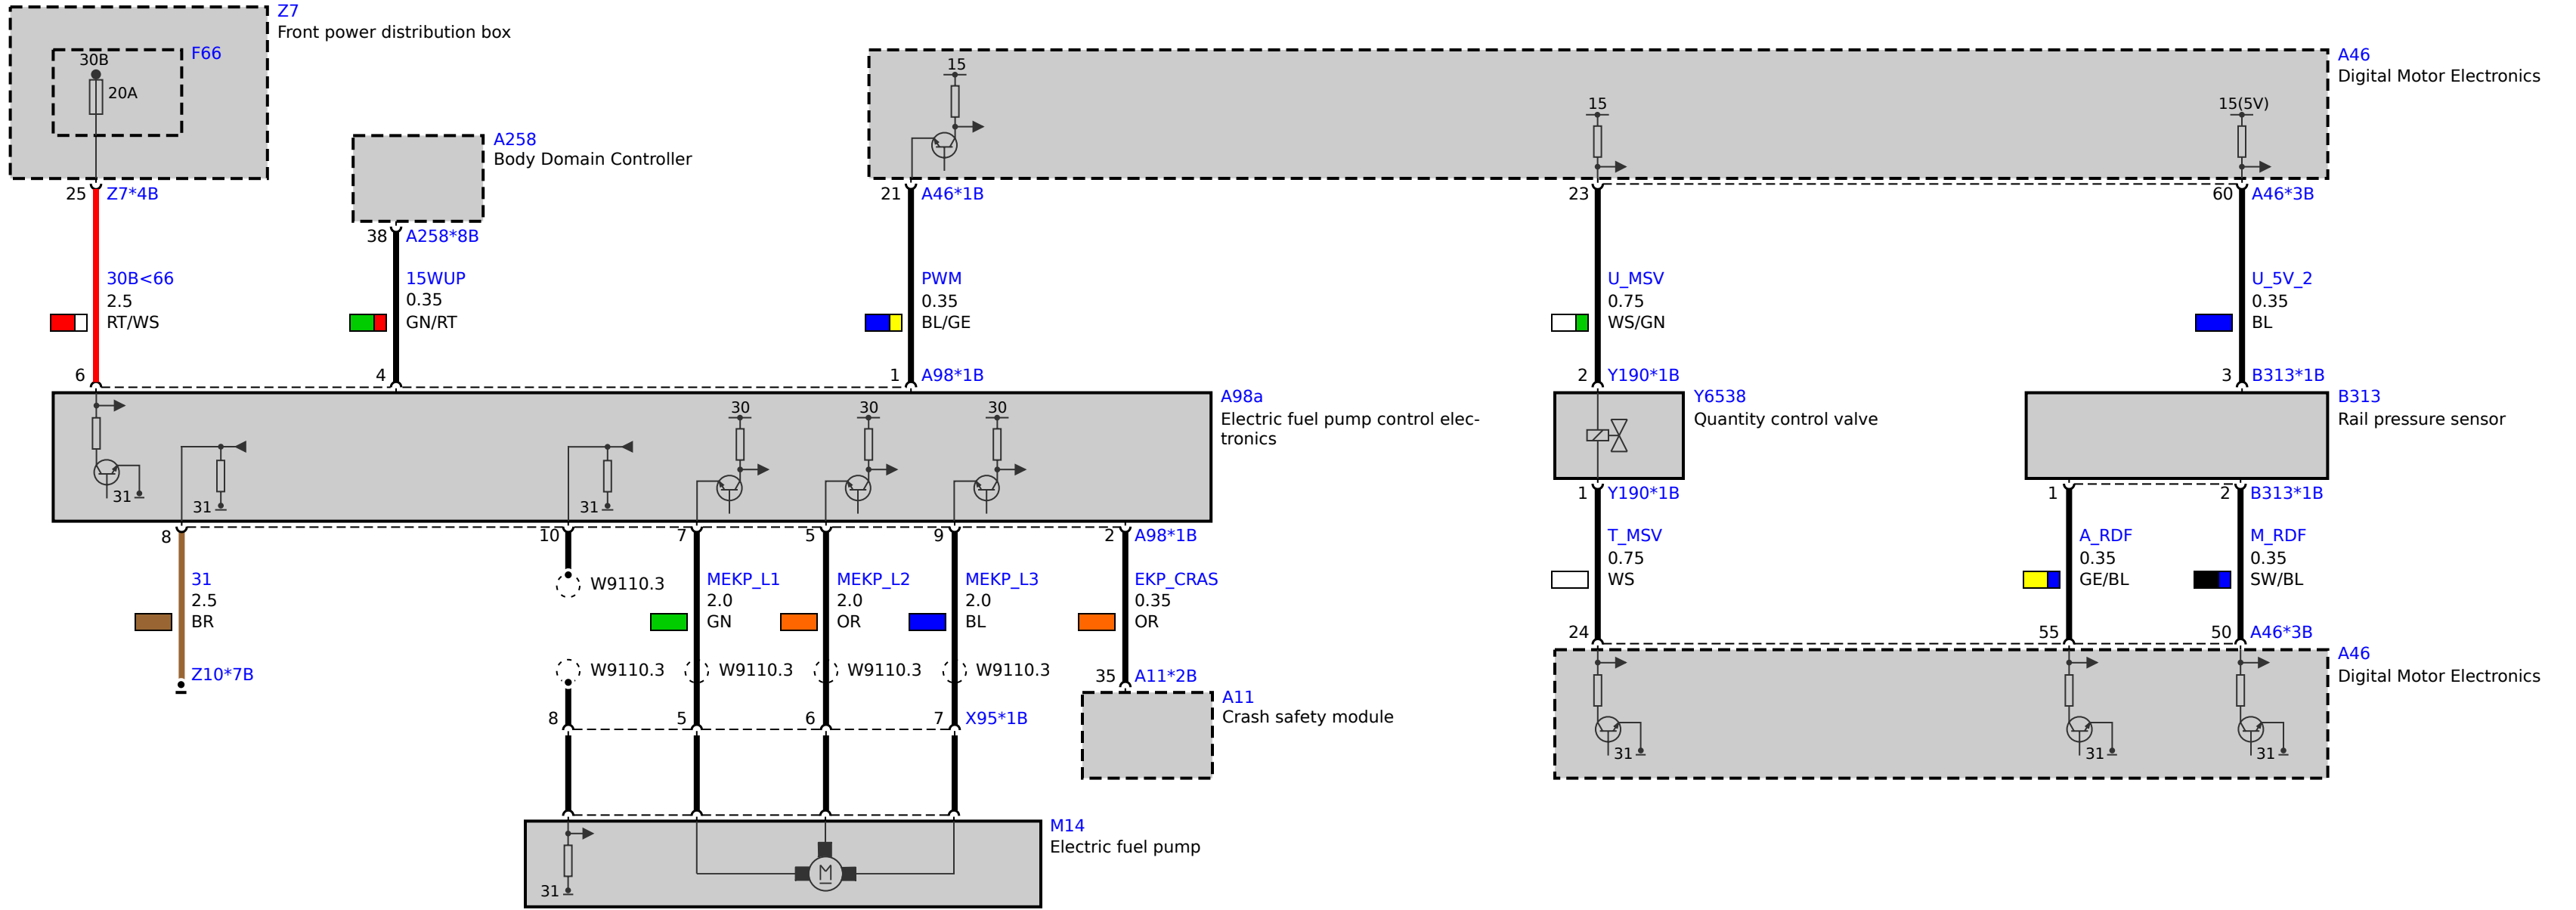 Z7
Front power distribution box
F66
30B
20A
A46
Digital Motor Electronics
15
15
15(5V)
A258
Body Domain Controller
25 Z7*4B
21 A46*1B
23
60 A46*3B
38 A258*8B
30B<66
2.5
RT/WS
15WUP
0.35
GN/RT
PWM
0.35
BL/GE
U_MSV
0.75
WS/GN
U_5V_2
0.35
BL
6
4
1 A98*1B
2 Y190*1B
3 B313*1B
A98a
Electric fuel pump control elec-
tronics
Y6538
Quantity control valve
B313
Rail pressure sensor
30
30
30
31
31
31
8
10
7
5
9
2 A98*1B
1 Y190*1B
1
2 B313*1B
31
2.5
BR
W9110.3
MEKP_L1
2.0
GN
MEKP_L2
2.0
OR
MEKP_L3
2.0
BL
EKP_CRAS
0.35
OR
T_MSV
0.75
WS
A_RDF
0.35
GE/BL
M_RDF
0.35
SW/BL
24
55
50 A46*3B
Z10*7B
W9110.3
W9110.3
W9110.3
W9110.3
35 A11*2B
A46
Digital Motor Electronics
A11
Crash safety module
8
5
6
7 X95*1B
31
31
31
M14
Electric fuel pump
M
31